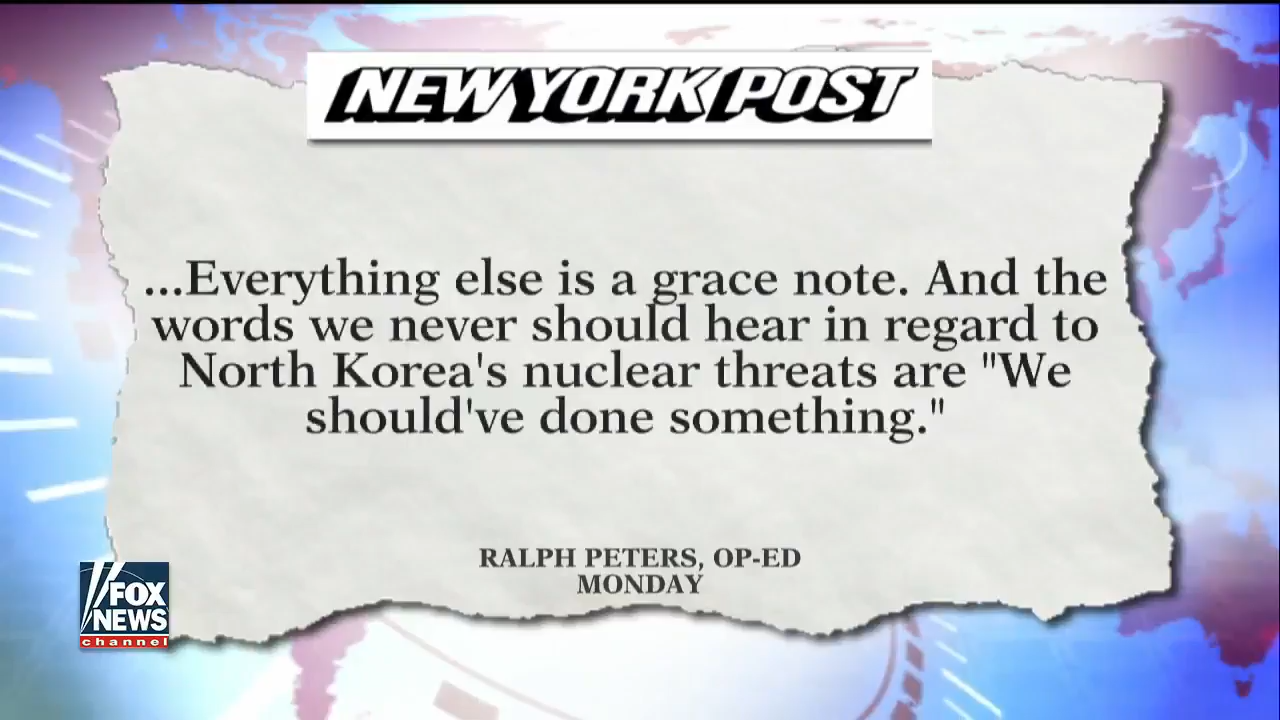 NEW YORK POST
...Everything else is a grace note. And the
words we never should hear in regard to
North Korea's nuclear threats are "We
should've done something."
RALPH PETERS, OP-ED
MONDAY
FOX
NEWS
channel